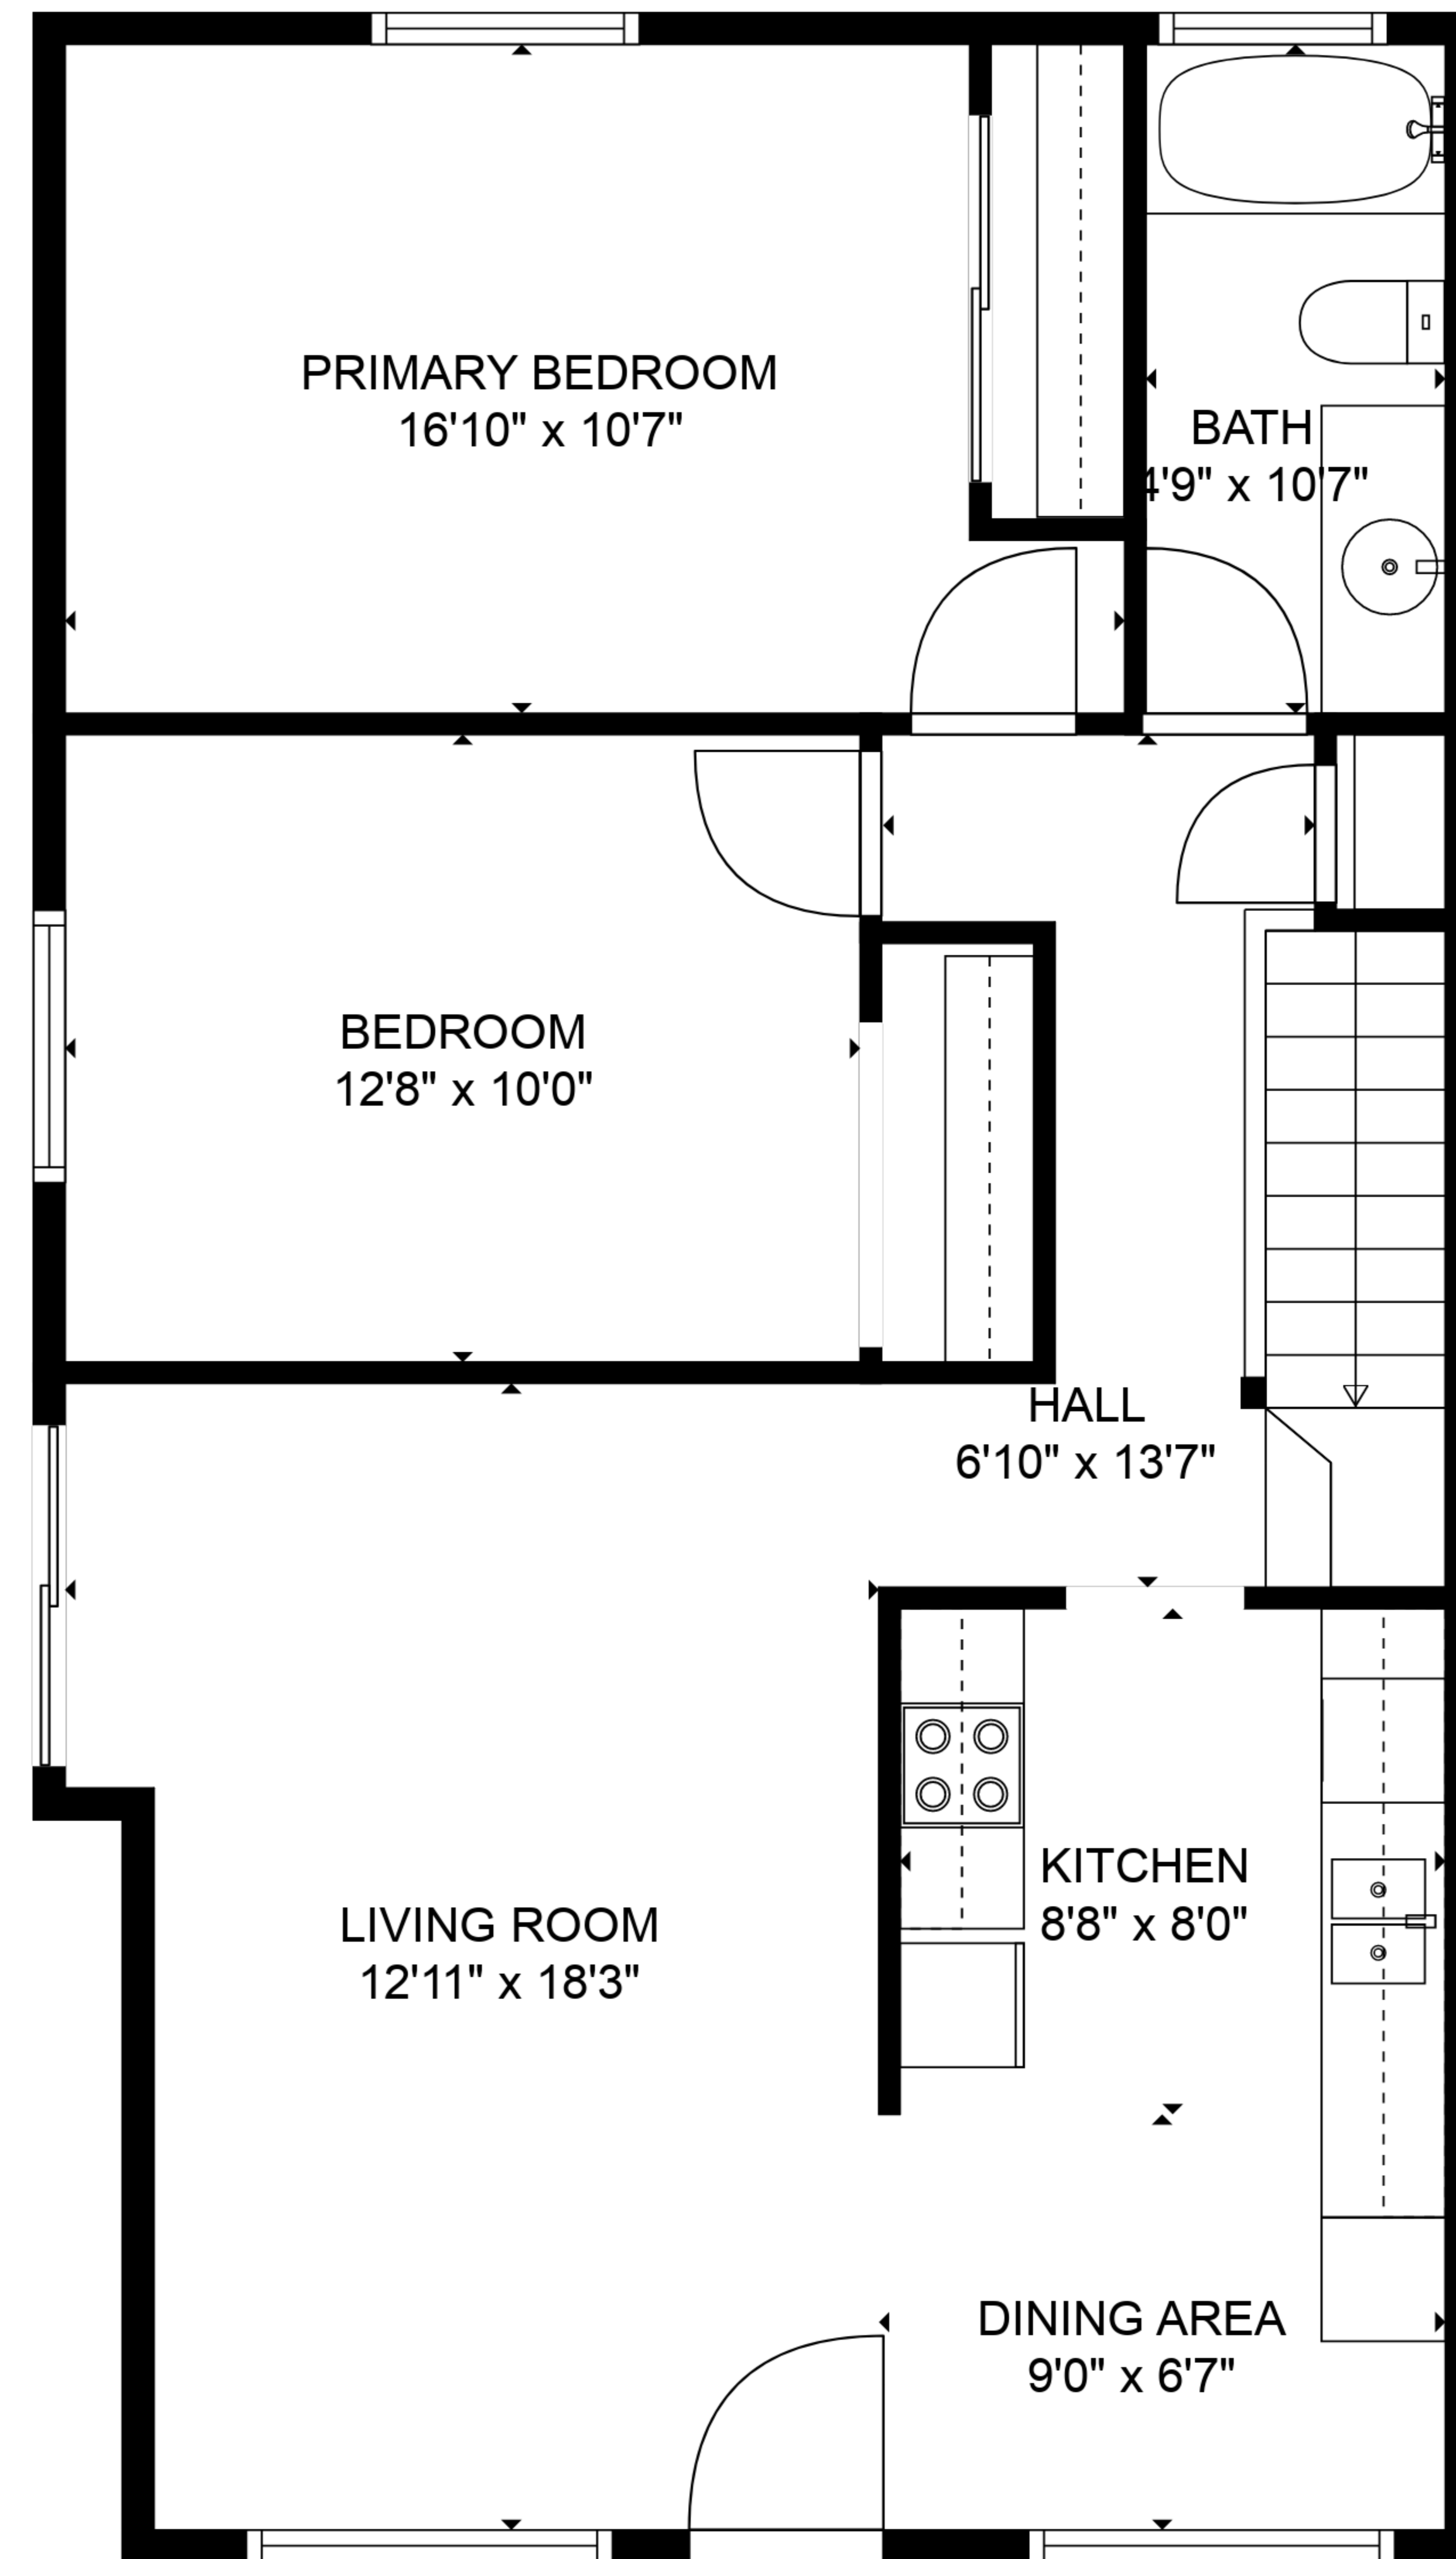 PRIMARY BEDROOM
16'10" x 10'7"
BATH
4'9" x 10'7"
BEDROOM
12'8" x 10'0"
HALL
6'10" x 13'7"
KITCHEN
8'8" x 8'0"
LIVING ROOM
12'11" x 18'3"
DINING AREA
9'0" x 6'7"